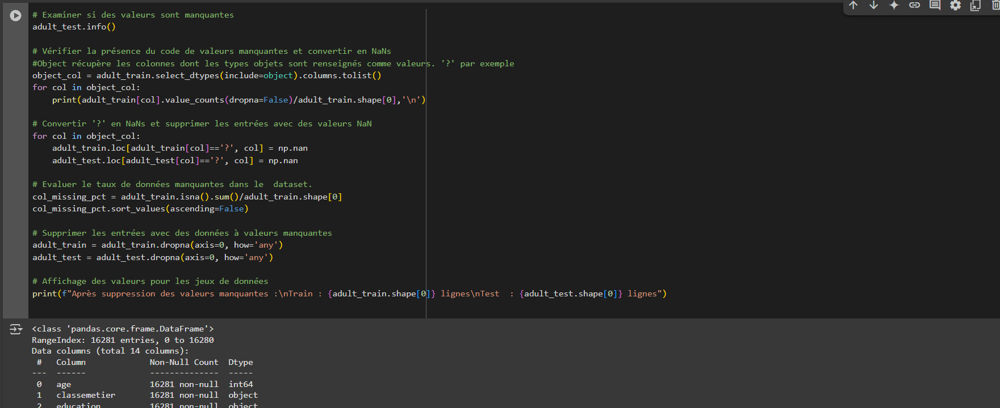 # Examiner si des valeurs sont manquantes
adult_test.info()
# Vérifier la présence du code de valeurs manquantes et convertir en NaNs
#Object récupère les colonnes dont les types objets sont renseignés comme valeurs. '?' par exemple
object_col = adult_train.select_dtypes(include=object).columns.tolist()
for col in object_col:
    print(adult_train[col].value_counts(dropna=False)/adult_train.shape[0],'\n')
# Convertir '?' en NaNs et supprimer les entrées avec des valeurs NaN
for col in object_col:
    adult_train.loc[adult_train[col]=='?', col] = np.nan
    adult_test.loc[adult_test[col]=='?', col] = np.nan
# Evaluer le taux de données manquantes dans le  dataset.
col_missing_pct = adult_train.isna().sum()/adult_train.shape[0]
col_missing_pct.sort_values(ascending=False)
# Supprimer les entrées avec des données à valeurs manquantes
adult_train = adult_train.dropna(axis=0, how='any')
adult_test = adult_test.dropna(axis=0, how='any')
# Affichage des valeurs pour les jeux de données
print(f"Après suppression des valeurs manquantes :\nTrain : {adult_train.shape[0]} lignes\nTest  : {adult_test.shape[0]} lignes")
<class 'pandas.core.frame.DataFrame'>
RangeIndex: 16281 entries, 0 to 16280
Data columns (total 14 columns):
 #   Column             Non-Null Count  Dtype
---  ------             --------------  -----
 0   age                16281 non-null  int64
 1   classemetier       16281 non-null  object
 2   education          16281 non-null  object